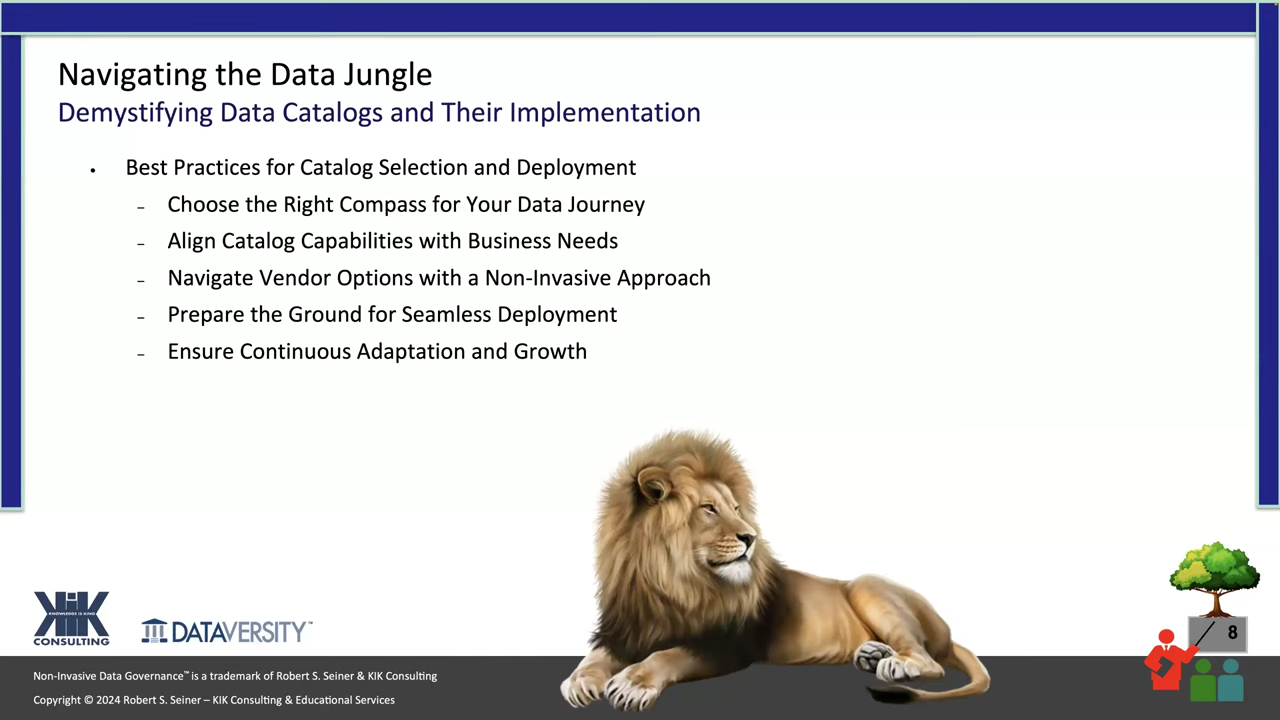 Navigating the Data Jungle
Demystifying Data Catalogs and Their Implementation
• Best Practices for Catalog Selection and Deployment
– Choose the Right Compass for Your Data Journey
– Align Catalog Capabilities with Business Needs
– Navigate Vendor Options with a Non-Invasive Approach
– Prepare the Ground for Seamless Deployment
– Ensure Continuous Adaptation and Growth
KIK
KNOWLEDGE IS KING
CONSULTING
DATAVERSITY™
8
Non-Invasive Data Governance™ is a trademark of Robert S. Seiner & KIK Consulting
Copyright © 2024 Robert S. Seiner – KIK Consulting & Educational Services